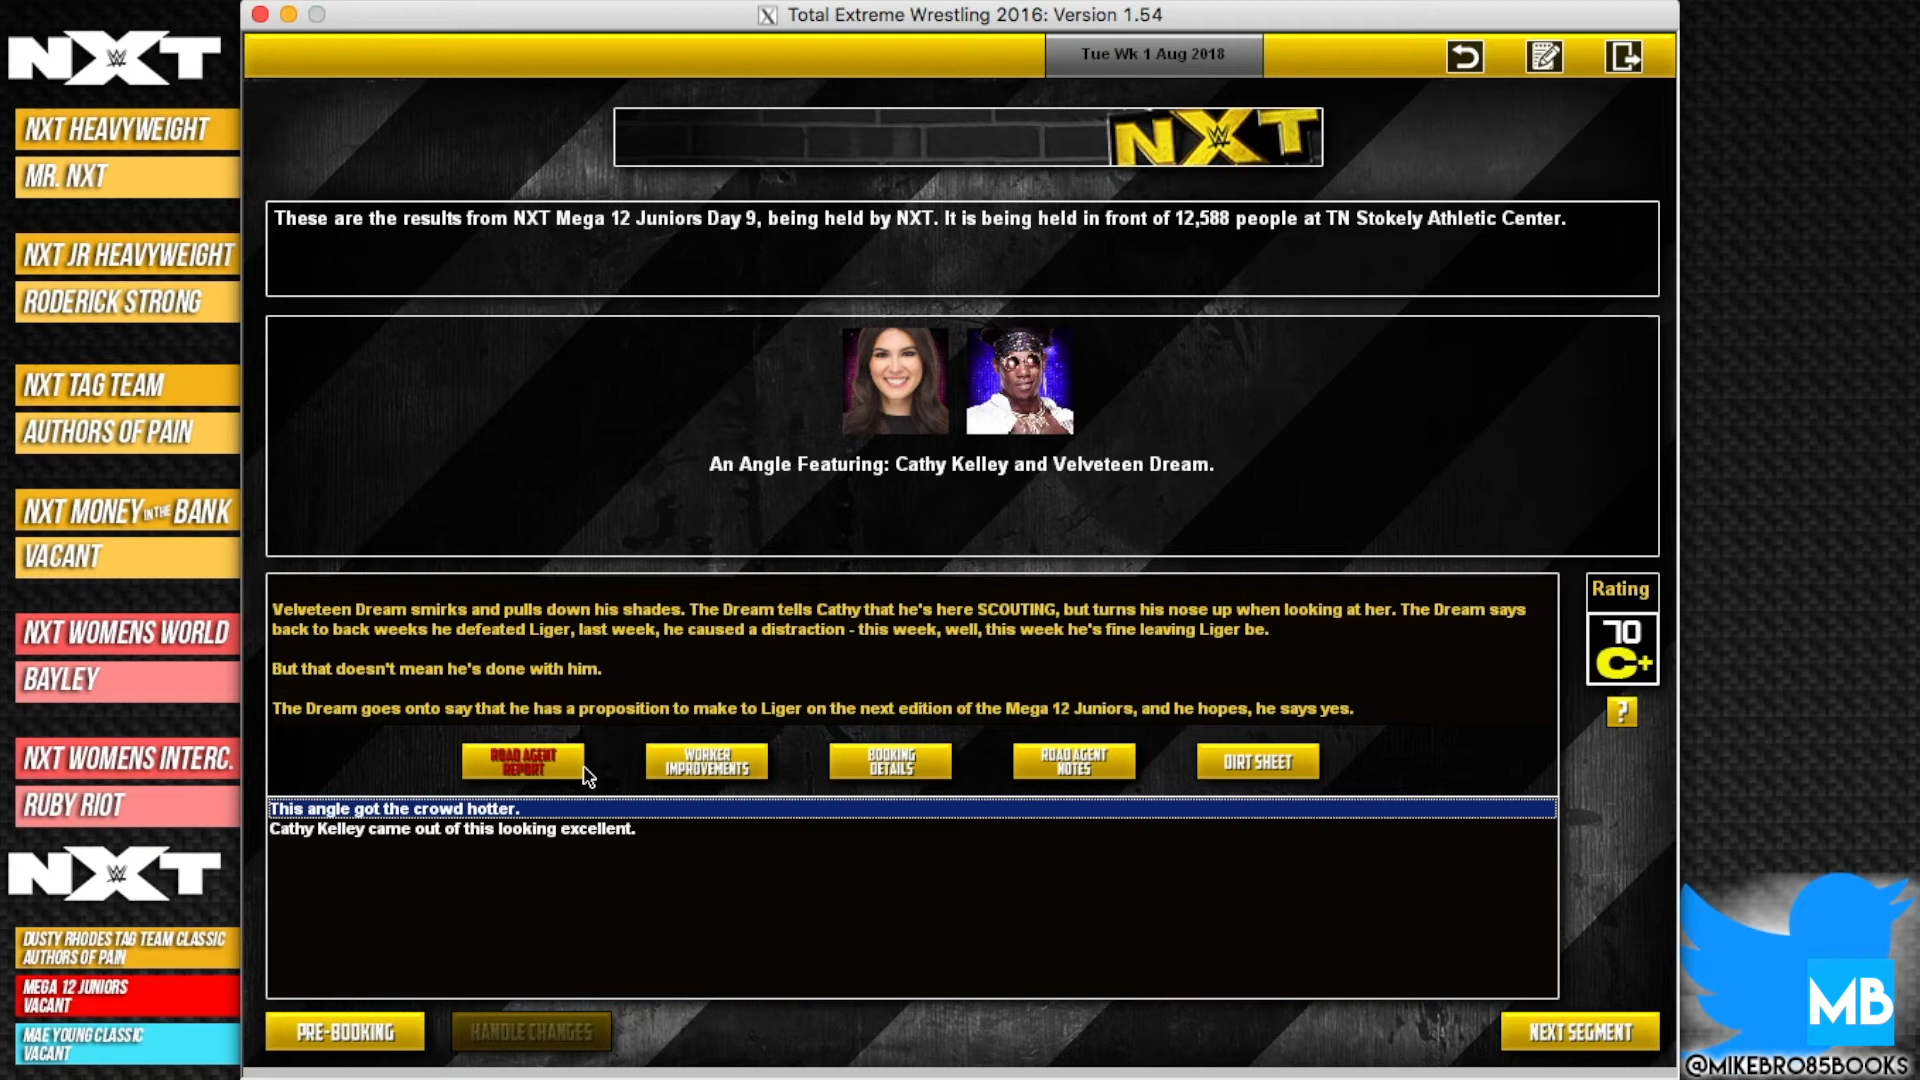 Total Extreme Wrestling 2016: Version 1.54
Tue Wk 1 Aug 2018
NXT
NXT HEAVYWEIGHT
MR. NXT
NXT JR HEAVYWEIGHT
RODERICK STRONG
NXT TAG TEAM
AUTHORS OF PAIN
NXT MONEY IN THE BANK
VACANT
NXT WOMENS WORLD
BAYLEY
NXT WOMENS INTERC.
RUBY RIOT
NXT
DUSTY RHODES TAG TEAM CLASSIC
AUTHORS OF PAIN
MEGA 12 JUNIORS
VACANT
MAE YOUNG CLASSIC
VACANT
NXT
These are the results from NXT Mega 12 Juniors Day 9, being held by NXT. It is being held in front of 12,588 people at TN Stokely Athletic Center.
An Angle Featuring: Cathy Kelley and Velveteen Dream.
Velveteen Dream smirks and pulls down his shades. The Dream tells Cathy that he's here SCOUTING, but turns his nose up when looking at her. The Dream says
back to back weeks he defeated Liger, last week, he caused a distraction - this week, well, this week he's fine leaving Liger be.
But that doesn't mean he's done with him.
The Dream goes onto say that he has a proposition to make to Liger on the next edition of the Mega 12 Juniors, and he hopes, he says yes.
Rating
70
C+
?
ROAD AGENT
REPORT
WORKER
IMPROVEMENTS
BOOKING
DETAILS
ROAD AGENT
NOTES
DIRT SHEET
This angle got the crowd hotter.
Cathy Kelley came out of this looking excellent.
PRE-BOOKING
HANDLE CHANGES
NEXT SEGMENT
MB
@MIKEBRO85BOOKS